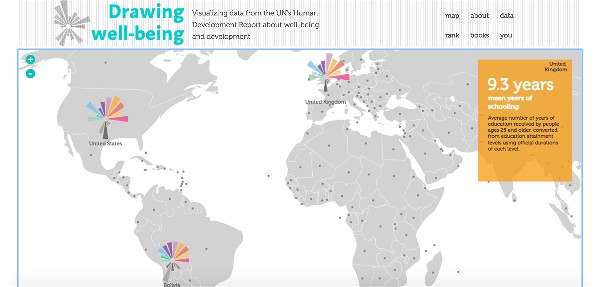 Drawing
well-being
Visualizing data from the UN's Human
Development Report about well-being
and development
map about data
rank books you
+
-
United States
United Kingdom
Bolivia
United
Kingdom
9.3 years
mean years of
schooling
Average number of years of
education received by people
ages 25 and older, converted
from education attainment
levels using official durations
of each level.